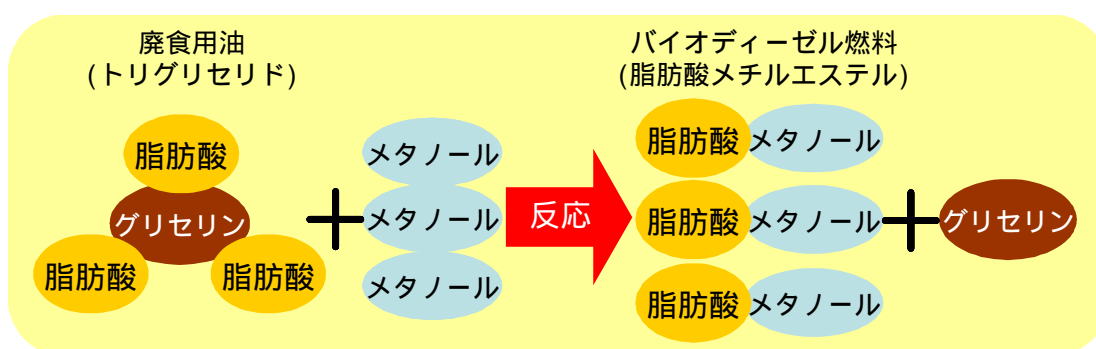 廃食用油
(トリグリセリド)
脂肪酸
グリセリン
脂肪酸
脂肪酸
メタノール
メタノール
メタノール
反応
バイオディーゼル燃料
(脂肪酸メチルエステル)
脂肪酸 メタノール
脂肪酸 メタノール
脂肪酸 メタノール
グリセリン